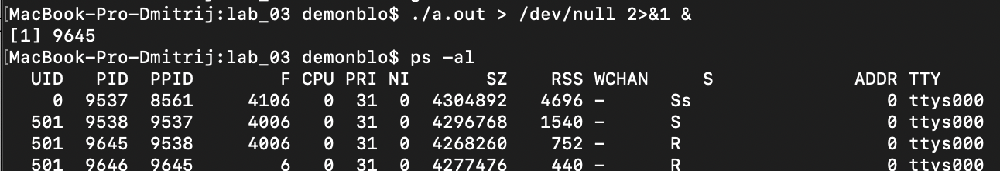 [MacBook-Pro-Dmitrij:lab_03 demonblo$ ./a.out > /dev/null 2>&1 &
[1] 9645
[MacBook-Pro-Dmitrij:lab_03 demonblo$ ps -al
UID PID PPID F CPU PRI NI SZ RSS WCHAN S ADDR TTY
0 9537 8561 4106 0 31 0 4304892 4696 - Ss 0 ttys000
501 9538 9537 4006 0 31 0 4296768 1540 - S 0 ttys000
501 9645 9538 4006 0 31 0 4268260 752 - R 0 ttys000
501 9646 9645 6 0 31 0 4277476 440 - R 0 ttys000